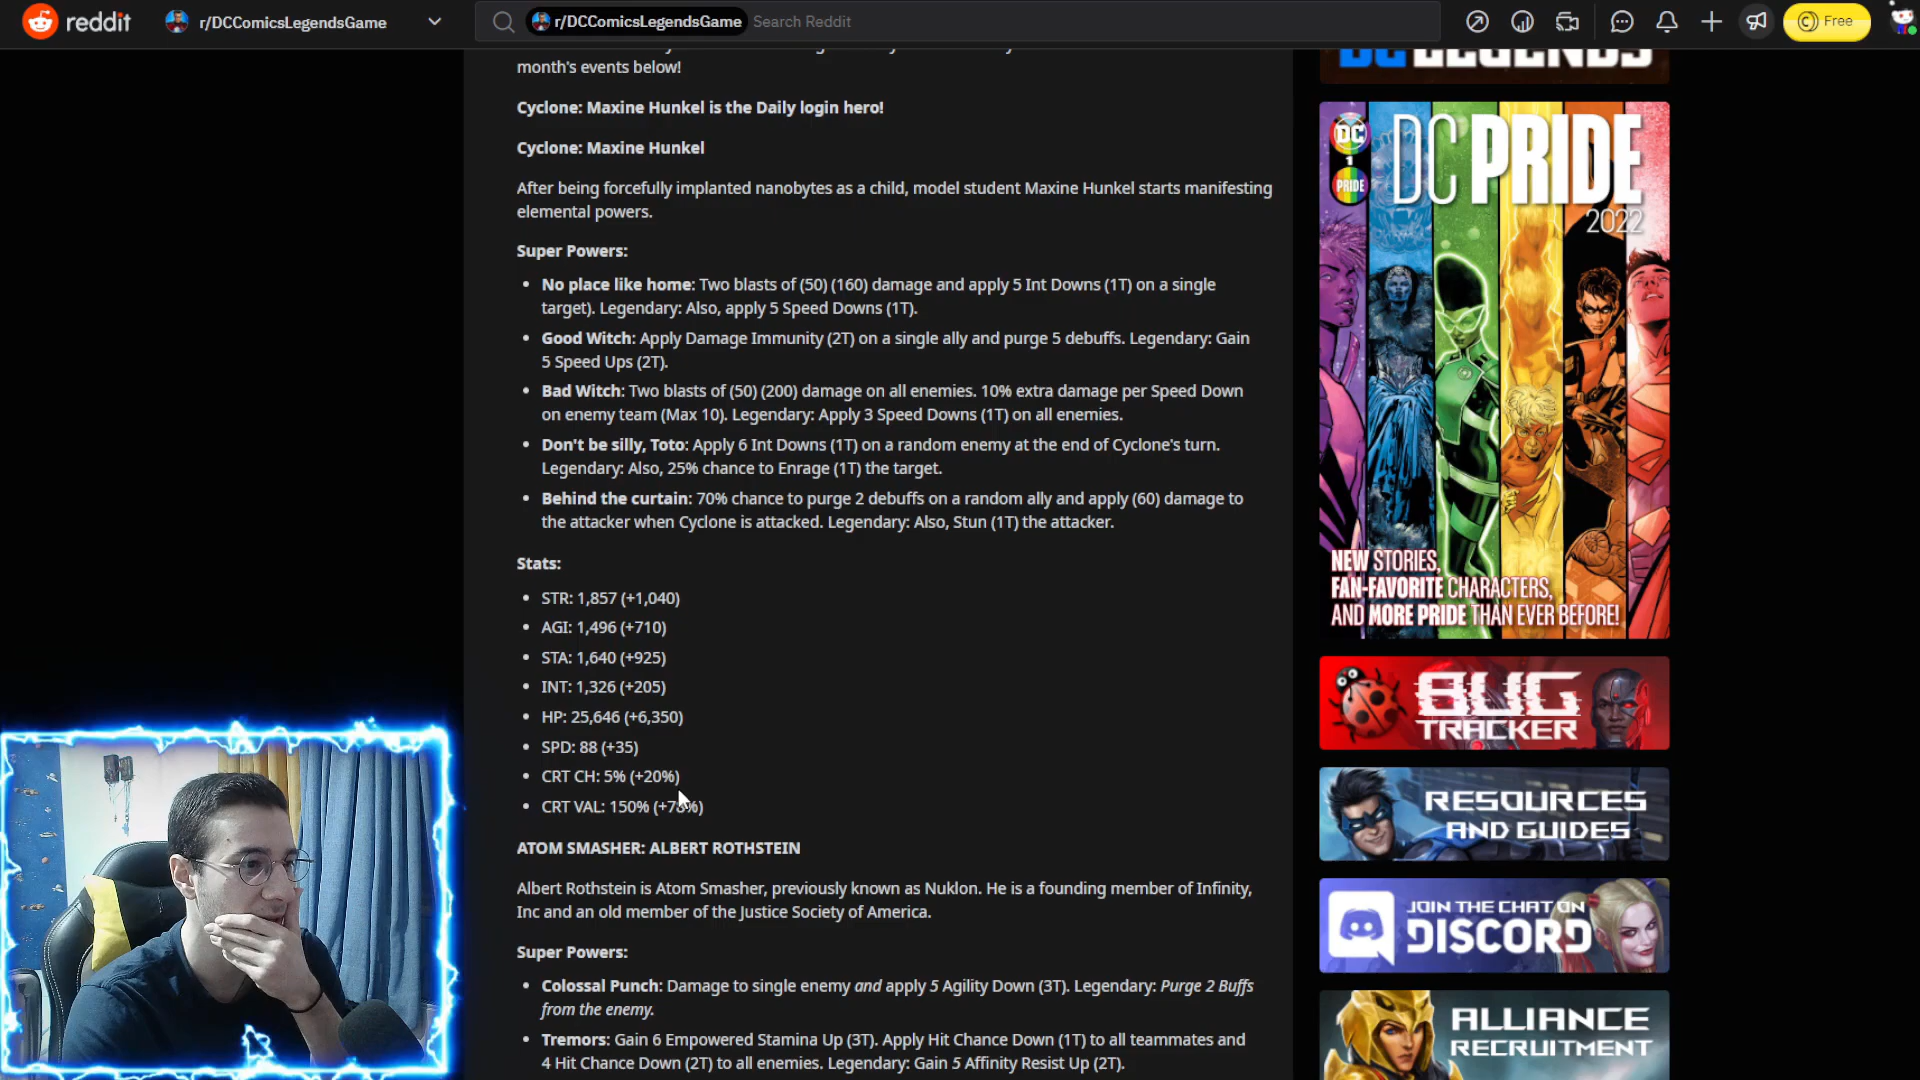 reddit
r/DCComicsLegendsGame
r/DCComicsLegendsGame Search Reddit
Free
month's events below!
Cyclone: Maxine Hunkel is the Daily login hero!
Cyclone: Maxine Hunkel
After being forcefully implanted nanobytes as a child, model student Maxine Hunkel starts manifesting
elemental powers.
Super Powers:
No place like home: Two blasts of (50) (160) damage and apply 5 Int Downs (1T) on a single
target). Legendary: Also, apply 5 Speed Downs (1T).
Good Witch: Apply Damage Immunity (2T) on a single ally and purge 5 debuffs. Legendary: Gain
5 Speed Ups (2T).
Bad Witch: Two blasts of (50) (200) damage on all enemies. 10% extra damage per Speed Down
on enemy team (Max 10). Legendary: Apply 3 Speed Downs (1T) on all enemies.
Don't be silly, Toto: Apply 6 Int Downs (1T) on a random enemy at the end of Cyclone's turn.
Legendary: Also, 25% chance to Enrage (1T) the target.
Behind the curtain: 70% chance to purge 2 debuffs on a random ally and apply (60) damage to
the attacker when Cyclone is attacked. Legendary: Also, Stun (1T) the attacker.
Stats:
STR: 1,857 (+1,040)
AGI: 1,496 (+710)
STA: 1,640 (+925)
INT: 1,326 (+205)
HP: 25,646 (+6,350)
SPD: 88 (+35)
CRT CH: 5% (+20%)
CRT VAL: 150%
ATOM SMASHER: ALBERT ROTHSTEIN
Albert Rothstein is Atom Smasher, previously known as Nuklon. He is a founding member of Infinity,
Inc and an old member of the Justice Society of America.
Super Powers:
Colossal Punch: Damage to single enemy and apply 5 Agility Down (3T). Legendary: Purge 2 Buffs
from the enemy.
Tremors: Gain 6 Empowered Stamina Up (3T). Apply Hit Chance Down (1T) to all teammates and
4 Hit Chance Down (2T) to all enemies. Legendary: Gain 5 Affinity Resist Up (2T).
DC LEGENDS
DC
1
PRIDE
DC PRIDE
2022
NEW STORIES,
FAN-FAVORITE CHARACTERS,
AND MORE PRIDE THAN EVER BEFORE!
BUG
TRACKER
RESOURCES
AND GUIDES
JOIN THE CHAT ON
DISCORD
ALLIANCE
RECRUITMENT